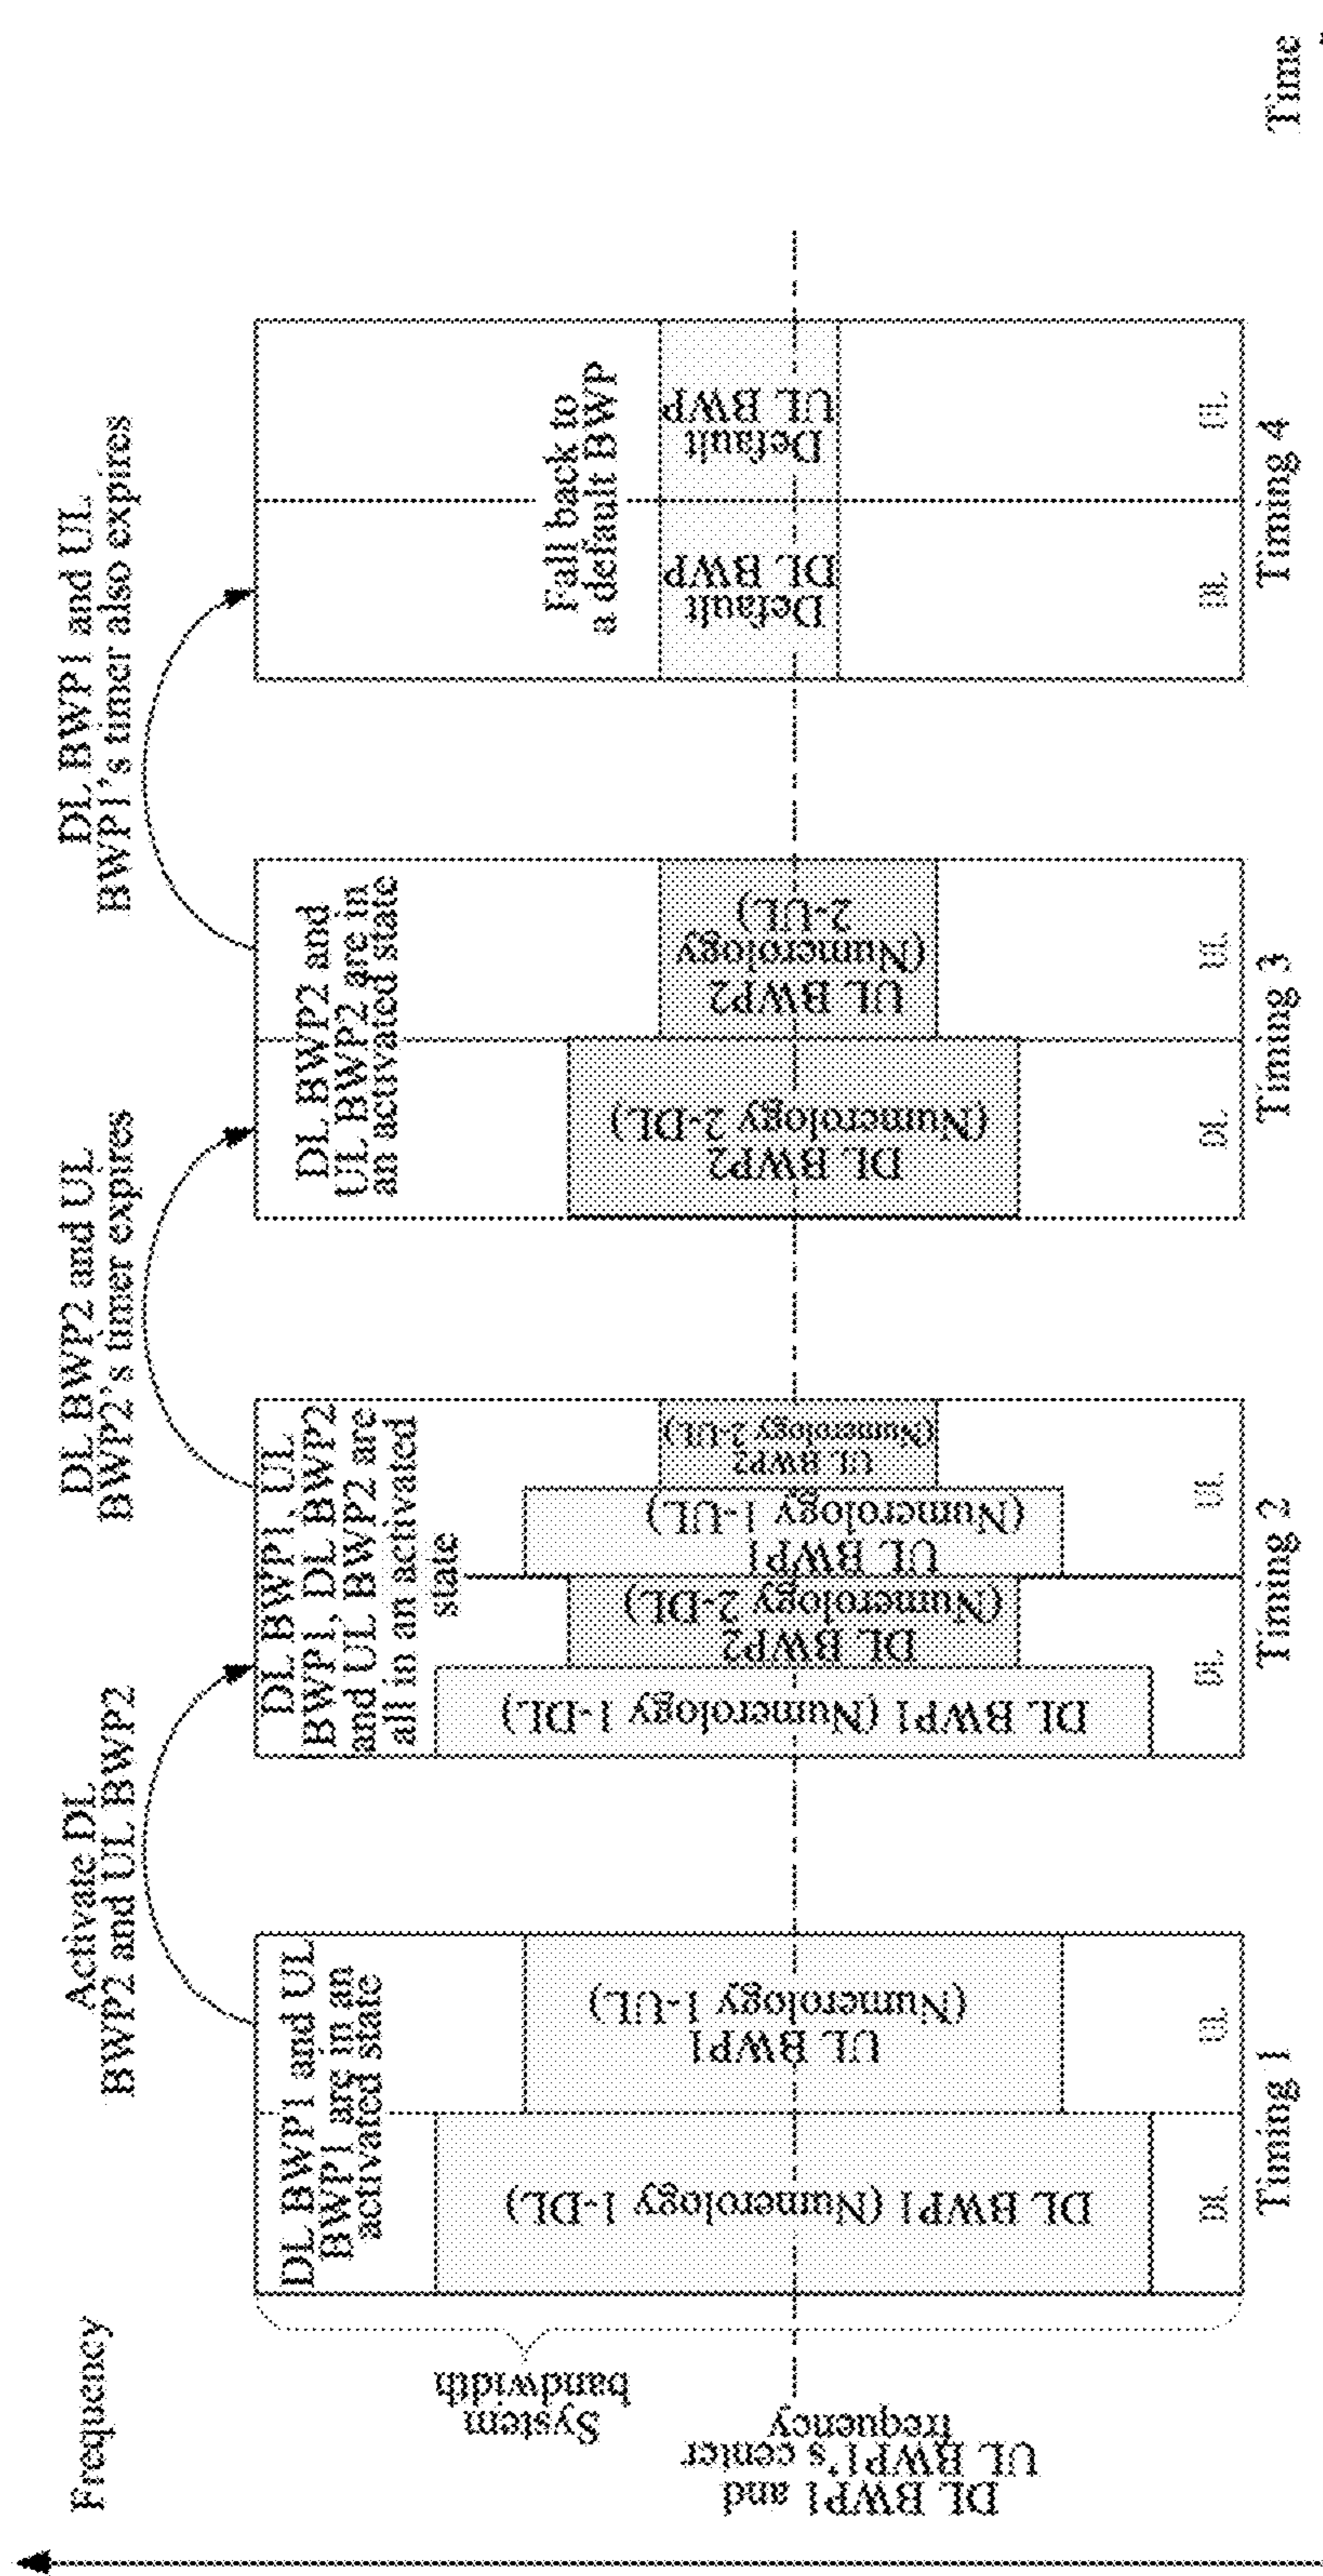 Frequency
System
bandwidth
DL BWP1 and
UL BWP1's center
frequency
Activate DL
BWP2 and UL BWP2
DL BWP2 and UL
BWP2's timer expires
DL BWP1 and UL
BWP1's timer also expires
DL BWP1 and UL
BWP1 are in an
activated state
DL BWP1 (Numerology 1-DL)
UL BWP1
(Numerology 1-UL)
DL
UL
Timing 1
DL BWP1, UL
BWP1, DL BWP2
and UL BWP2 are
all in an activated
state
DL BWP1 (Numerology 1-DL)
DL BWP2
(Numerology 2-DL)
UL BWP1
(Numerology 1-UL)
UL BWP2
(Numerology 2-UL)
DL
UL
Timing 2
DL BWP2 and
UL BWP2 are in
an activated state
DL BWP2
(Numerology 2-DL)
UL BWP2
(Numerology
2-UL)
DL
UL
Timing 3
Fall back to
a default BWP
Default
DL BWP
Default
UL BWP
DL
DL
Timing 4
Time